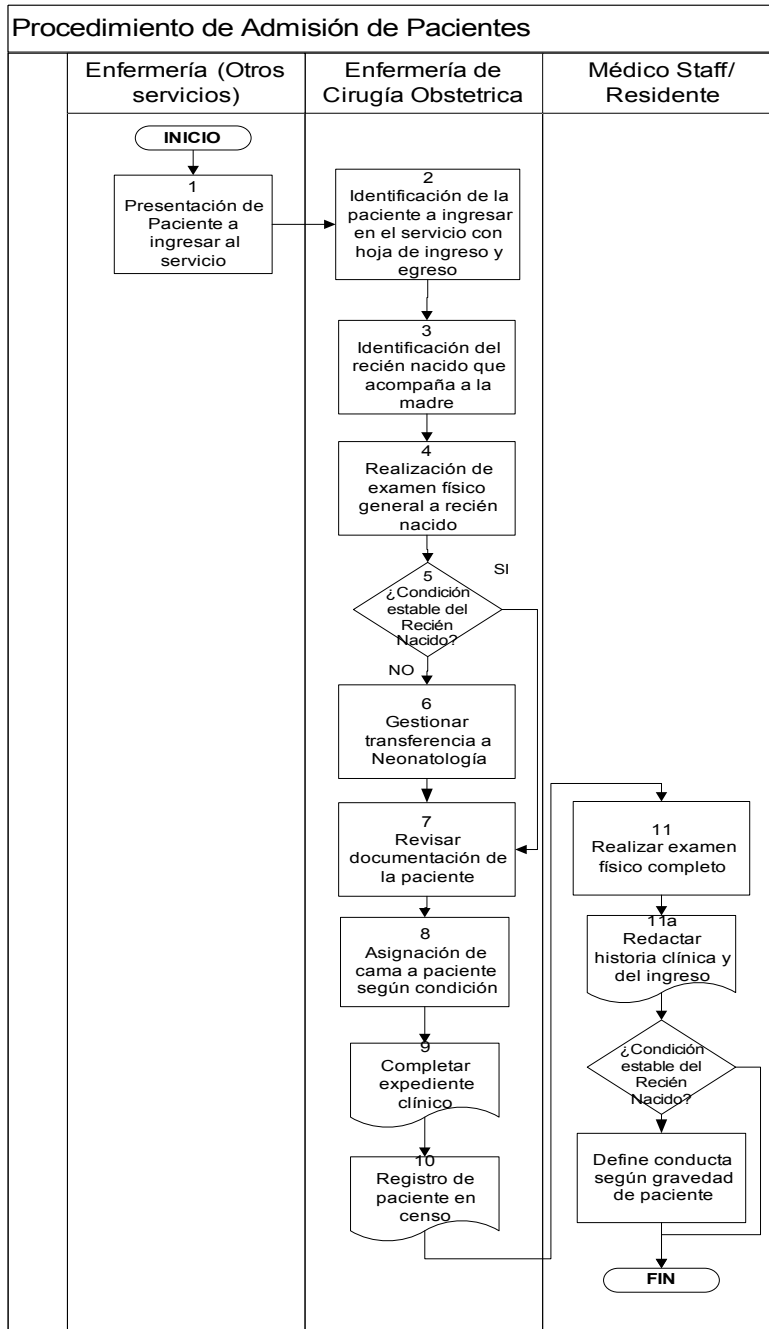 Procedimiento de Admisión de Pacientes
Enfermería (Otros
servicios)
Enfermería de
Cirugía Obstetrica
Médico Staff/
Residente
INICIO
1
Presentación de
Paciente a
ingresar al
servicio
2
Identificación de la
paciente a ingresar
en el servicio con
hoja de ingreso y
egreso
3
Identificación del
recién nacido que
acompaña a la
madre
4
Realización de
examen físico
general a recién
nacido
5
¿Condición
estable del
Recién
Nacido?
SI
NO
6
Gestionar
transferencia a
Neonatología
7
Revisar
documentación de
la paciente
8
Asignación de
cama a paciente
según condición
9
Completar
expediente
clínico
10
Registro de
paciente en
censo
11
Realizar examen
físico completo
11a
Redactar
historia clínica y
del ingreso
¿Condición
estable del
Recién
Nacido?
Define conducta
según gravedad
de paciente
FIN